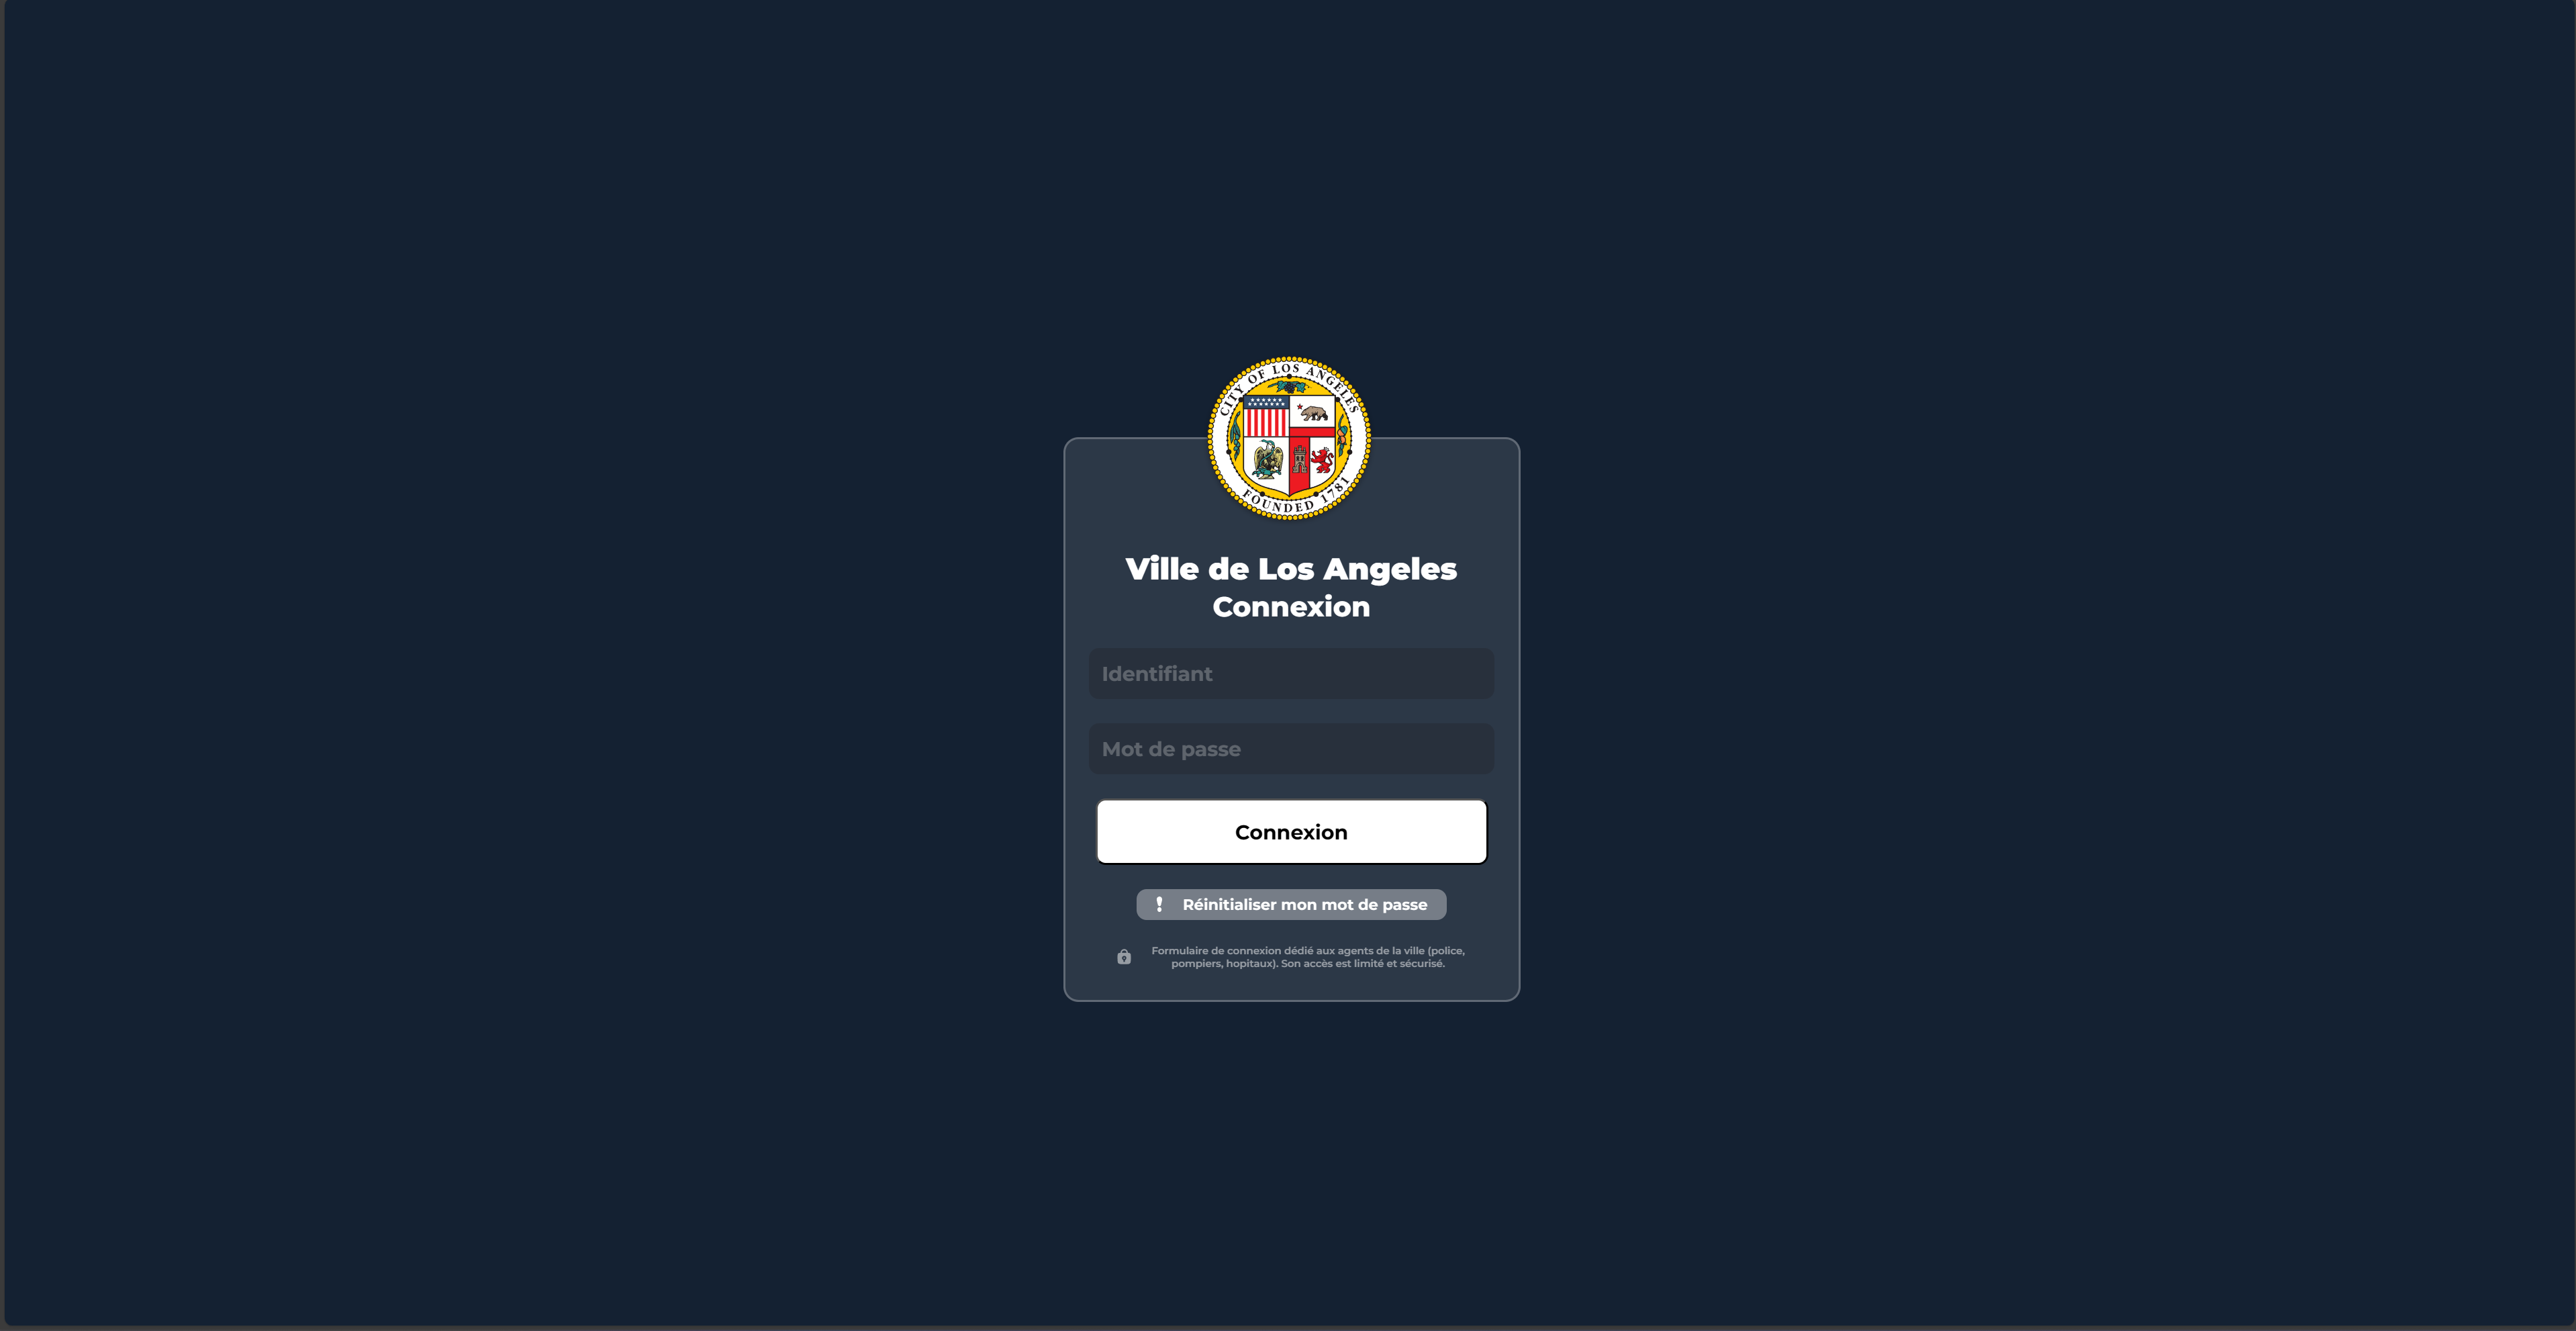 CITY OF LOS ANGELES
FOUNDED 1781
Ville de Los Angeles
Connexion
Identifiant
Mot de passe
Connexion
Réinitialiser mon mot de passe
Formulaire de connexion dédié aux agents de la ville (police,
pompiers, hopitaux). Son accès est limité et sécurisé.